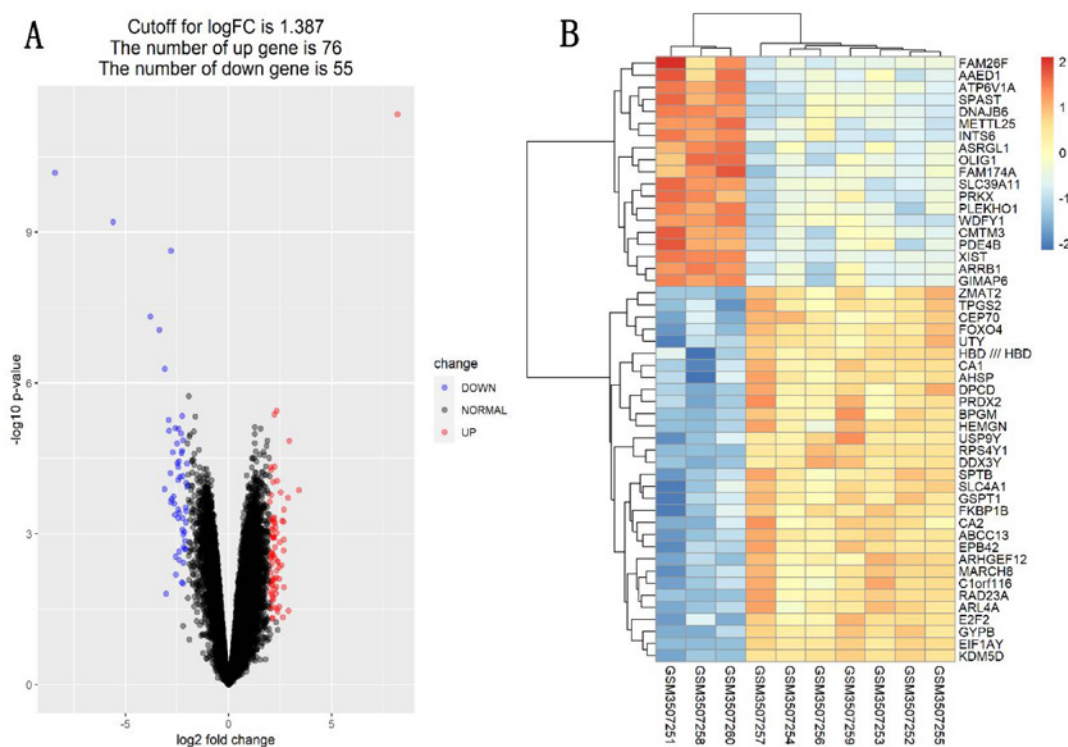 A
Cutoff for logFC is 1.387
The number of up gene is 76
The number of down gene is 55
-log10 p-value
9
6
3
0
-5
0
5
log2 fold change
change
DOWN
NORMAL
UP
B
FAM26F
AAED1
ATP6V1A
SPAST
DNAJB6
METTL25
INTS6
ASRGL1
OLIG1
FAM174A
SLC39A11
PRKX
PLEKHO1
WDFY1
CMTM3
PDE4B
XIST
ARRB1
GIMAP6
ZMAT2
TPGS2
CEP70
FOXO4
UTY
HBD /// HBD
CA1
AHSP
DPCD
PRDX2
BPGM
HEMGN
USP9Y
RPS4Y1
DDX3Y
SPTB
SLC4A1
GSPT1
FKBP1B
CA2
ABCC13
EPB42
ARHGEF12
MARCH8
C1orf116
RAD23A
ARL4A
E2F2
GYPB
EIF1AY
KDM5D
GSM3507251
GSM3507258
GSM3507260
GSM3507257
GSM3507254
GSM3507256
GSM3507259
GSM3507253
GSM3507252
GSM3507255
2
1
0
-1
-2